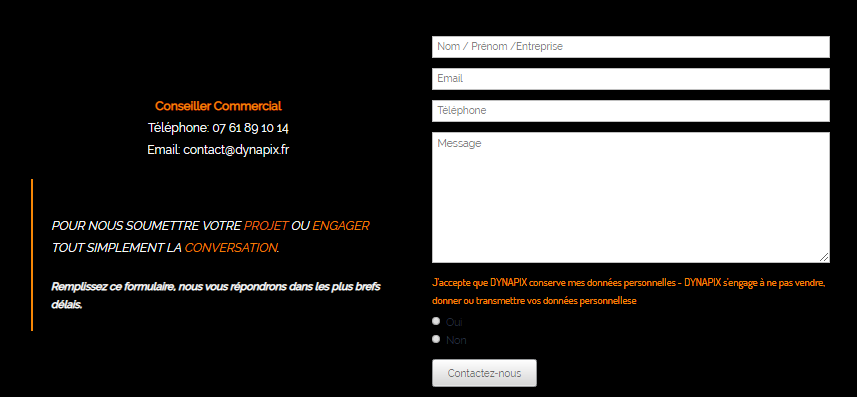 Conseiller Commercial
Téléphone: 07 61 89 10 14
Email: contact@dynapix.fr
POUR NOUS SOUMETTRE VOTRE PROJET OU ENGAGER
TOUT SIMPLEMENT LA CONVERSATION.
Remplissez ce formulaire, nous vous répondrons dans les plus brefs
délais.
Nom / Prénom /Entreprise
Email
Téléphone
Message
J'accepte que DYNAPIX conserve mes données personnelles - DYNAPIX s'engage à ne pas vendre,
donner ou transmettre vos données personnellese
Oui
Non
Contactez-nous